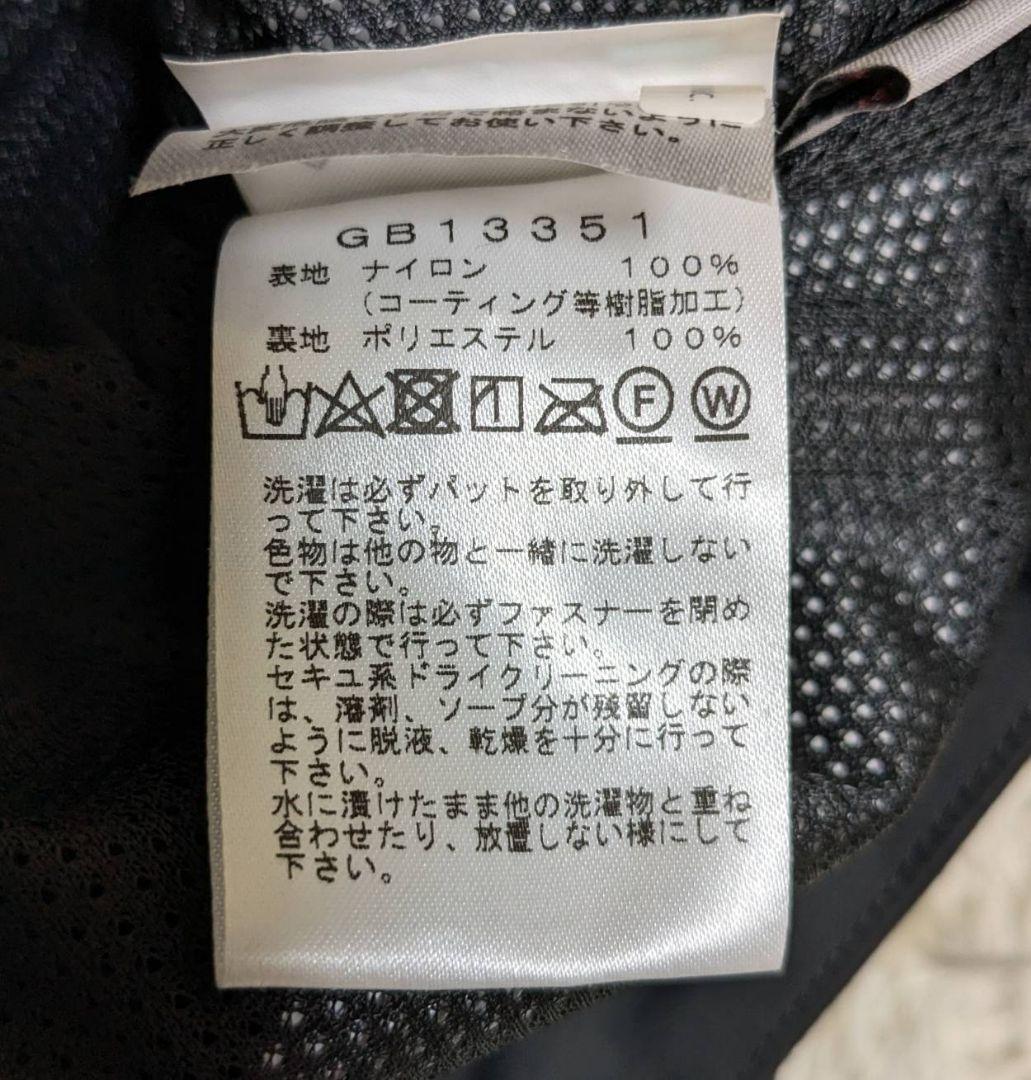 正しく調整してお使い下さい。
GB13351
表地 ナイロン 100%
(コーティング等樹脂加工)
裏地 ポリエステル 100%
F W
洗濯は必ずパットを取り外して行
って下さい。
色物は他の物と一緒に洗濯しない
で下さい。
洗濯の際は必ずファスナーを閉め
た状態で行って下さい。
セキユ系ドライクリーニングの際
は、溶剤、ソープ分が残留しない
ように脱液、乾燥を十分に行って
下さい。
水に漬けたまま他の洗濯物と重ね
合わせたり、放置しない様にして
下さい。